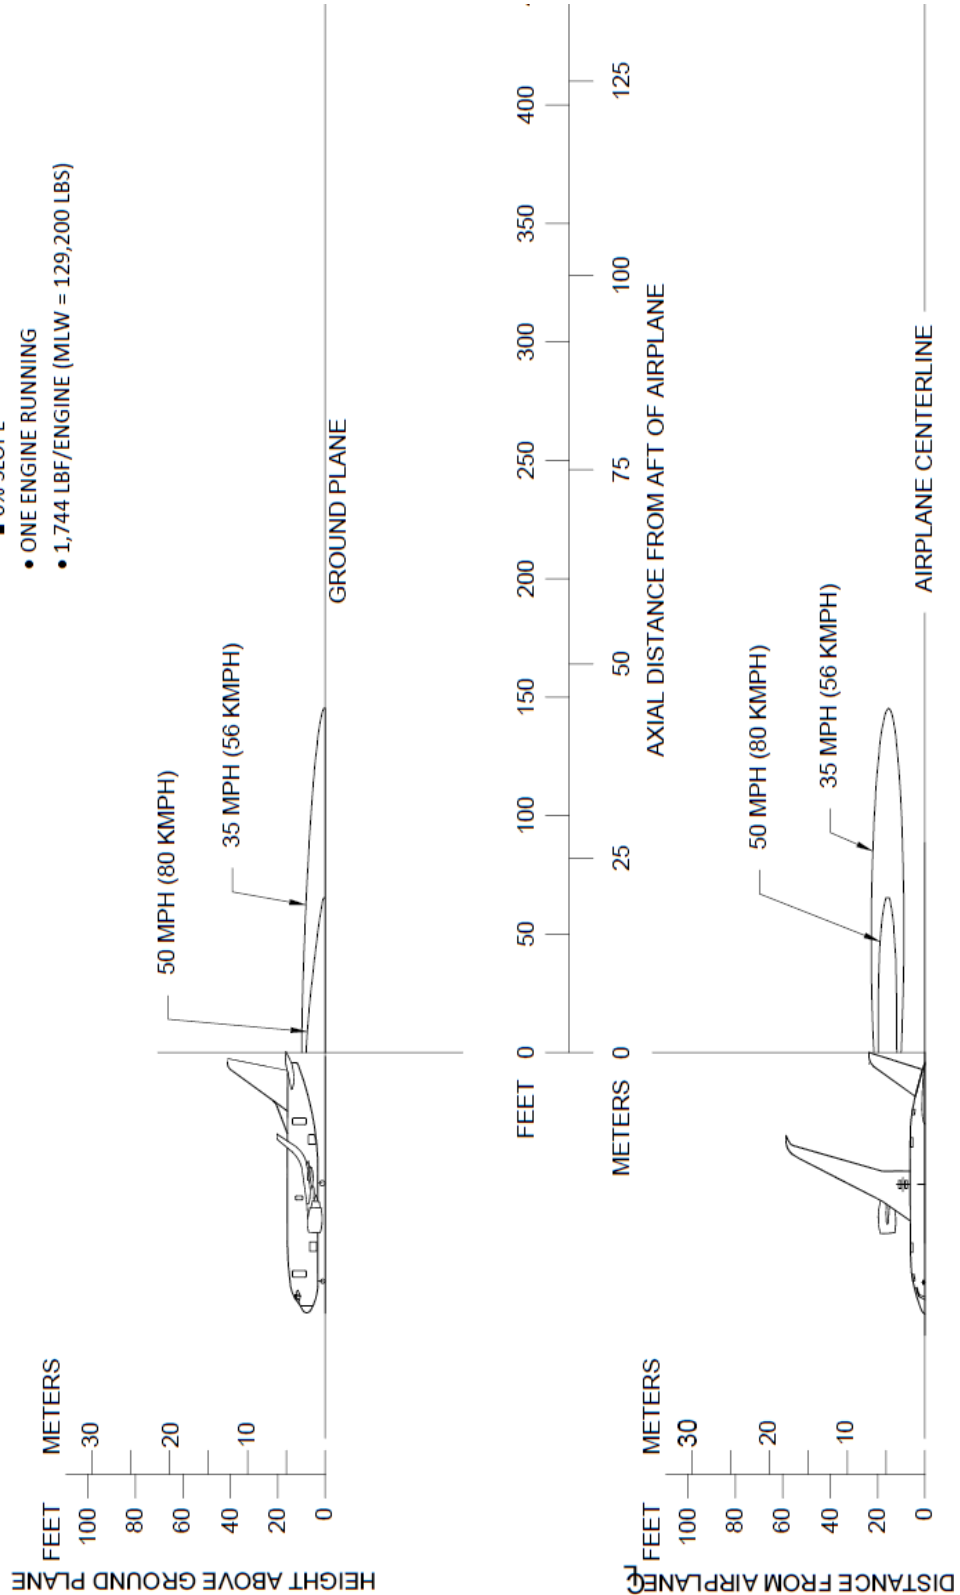 0% SLOPE
• ONE ENGINE RUNNING
• 1,744 LBF/ENGINE (MLW = 129,200 LBS)
50 MPH (80 KMPH)
35 MPH (56 KMPH)
GROUND PLANE
FEET METERS
100
80
60
40
20
0
30
20
10
HEIGHT ABOVE GROUND PLANE
FEET 0 50 100 150 200 250 300 350 400
METERS 0 25 50 75 100 125
AXIAL DISTANCE FROM AFT OF AIRPLANE
50 MPH (80 KMPH)
35 MPH (56 KMPH)
AIRPLANE CENTERLINE
FEET METERS
100
80
60
40
20
0
30
20
10
DISTANCE FROM AIRPLANE